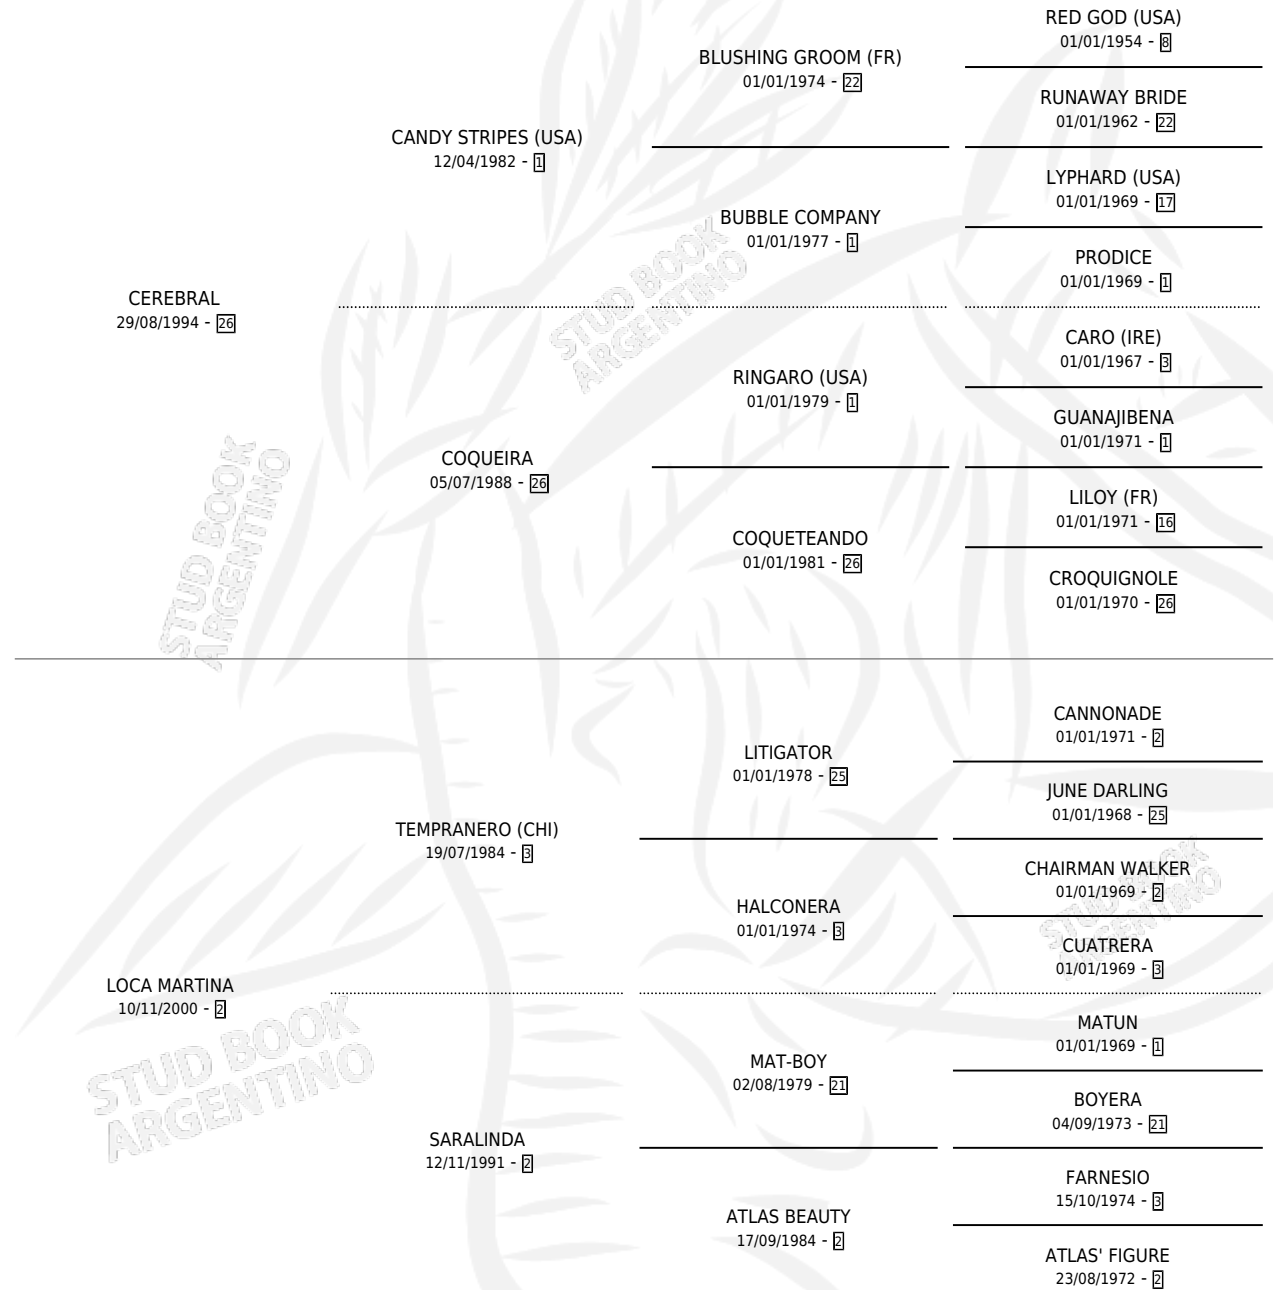 RED GOD (USA)
01/01/1954 - 8
BLUSHING GROOM (FR)
01/01/1974 - 22
RUNAWAY BRIDE
01/01/1962 - 22
CANDY STRIPES (USA)
12/04/1982 - 1
LYPHARD (USA)
01/01/1969 - 17
BUBBLE COMPANY
01/01/1977 - 1
PRODICE
01/01/1969 - 1
CEREBRAL
29/08/1994 - 26
STUD BOOK
ARGENTINO
CARO (IRE)
01/01/1967 - 3
RINGARO (USA)
01/01/1979 - 1
GUANAJIBENA
01/01/1971 - 1
COQUEIRA
05/07/1988 - 26
LILOY (FR)
01/01/1971 - 16
COQUETEANDO
01/01/1981 - 26
CROQUIGNOLE
01/01/1970 - 26
STUD BOOK
ARGENTINO
CANNONADE
01/01/1971 - 2
LITIGATOR
01/01/1978 - 25
JUNE DARLING
01/01/1968 - 25
TEMPRANERO (CHI)
19/07/1984 - 3
CHAIRMAN WALKER
01/01/1969 - 2
HALCONERA
01/01/1974 - 3
STUD BOOK
ARGENTINO
CUATRERA
01/01/1969 - 3
LOCA MARTINA
10/11/2000 - 2
STUD BOOK
ARGENTINO
MATUN
01/01/1969 - 1
MAT-BOY
02/08/1979 - 21
BOYERA
04/09/1973 - 21
SARALINDA
12/11/1991 - 2
FARNESIO
15/10/1974 - 3
ATLAS BEAUTY
17/09/1984 - 2
ATLAS' FIGURE
23/08/1972 - 2